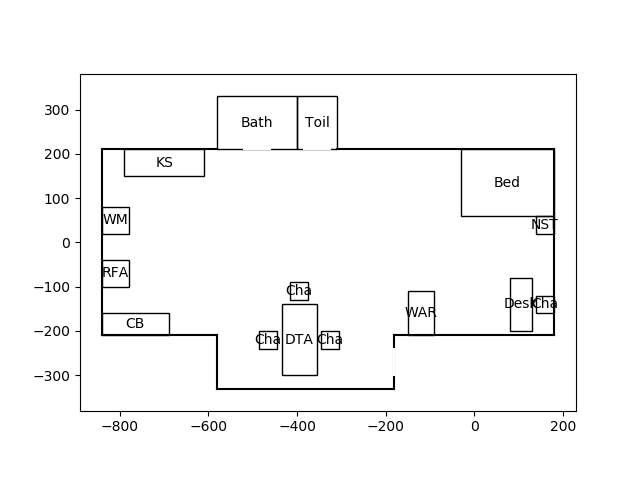 300
200
100
0
−100
−200
−300
−800
−600
−400
−200
0
200
Bath
Toil
KS
Bed
WM
NST
RFA
Cha
Desk
Cha
WAR
CB
Cha
DTA
Cha